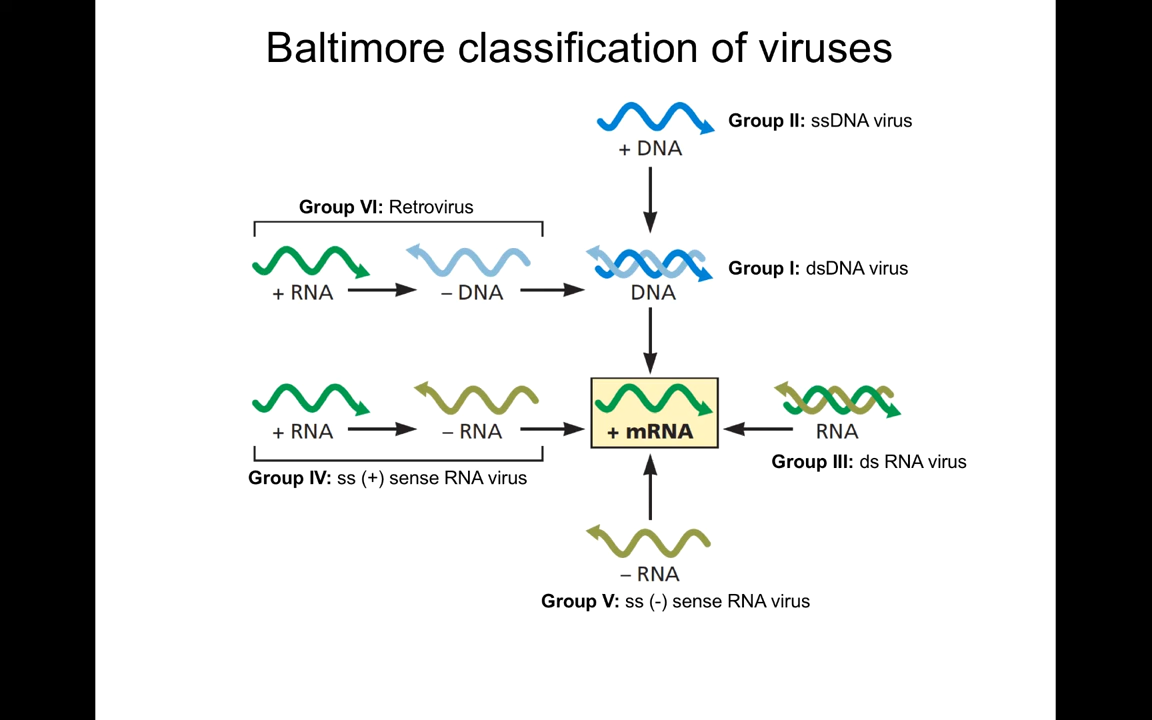 Baltimore classification of viruses
Group II: ssDNA virus
+ DNA
Group VI: Retrovirus
Group I: dsDNA virus
+ RNA
– DNA
DNA
+ RNA
– RNA
+ mRNA
RNA
Group III: ds RNA virus
Group IV: ss (+) sense RNA virus
– RNA
Group V: ss (-) sense RNA virus